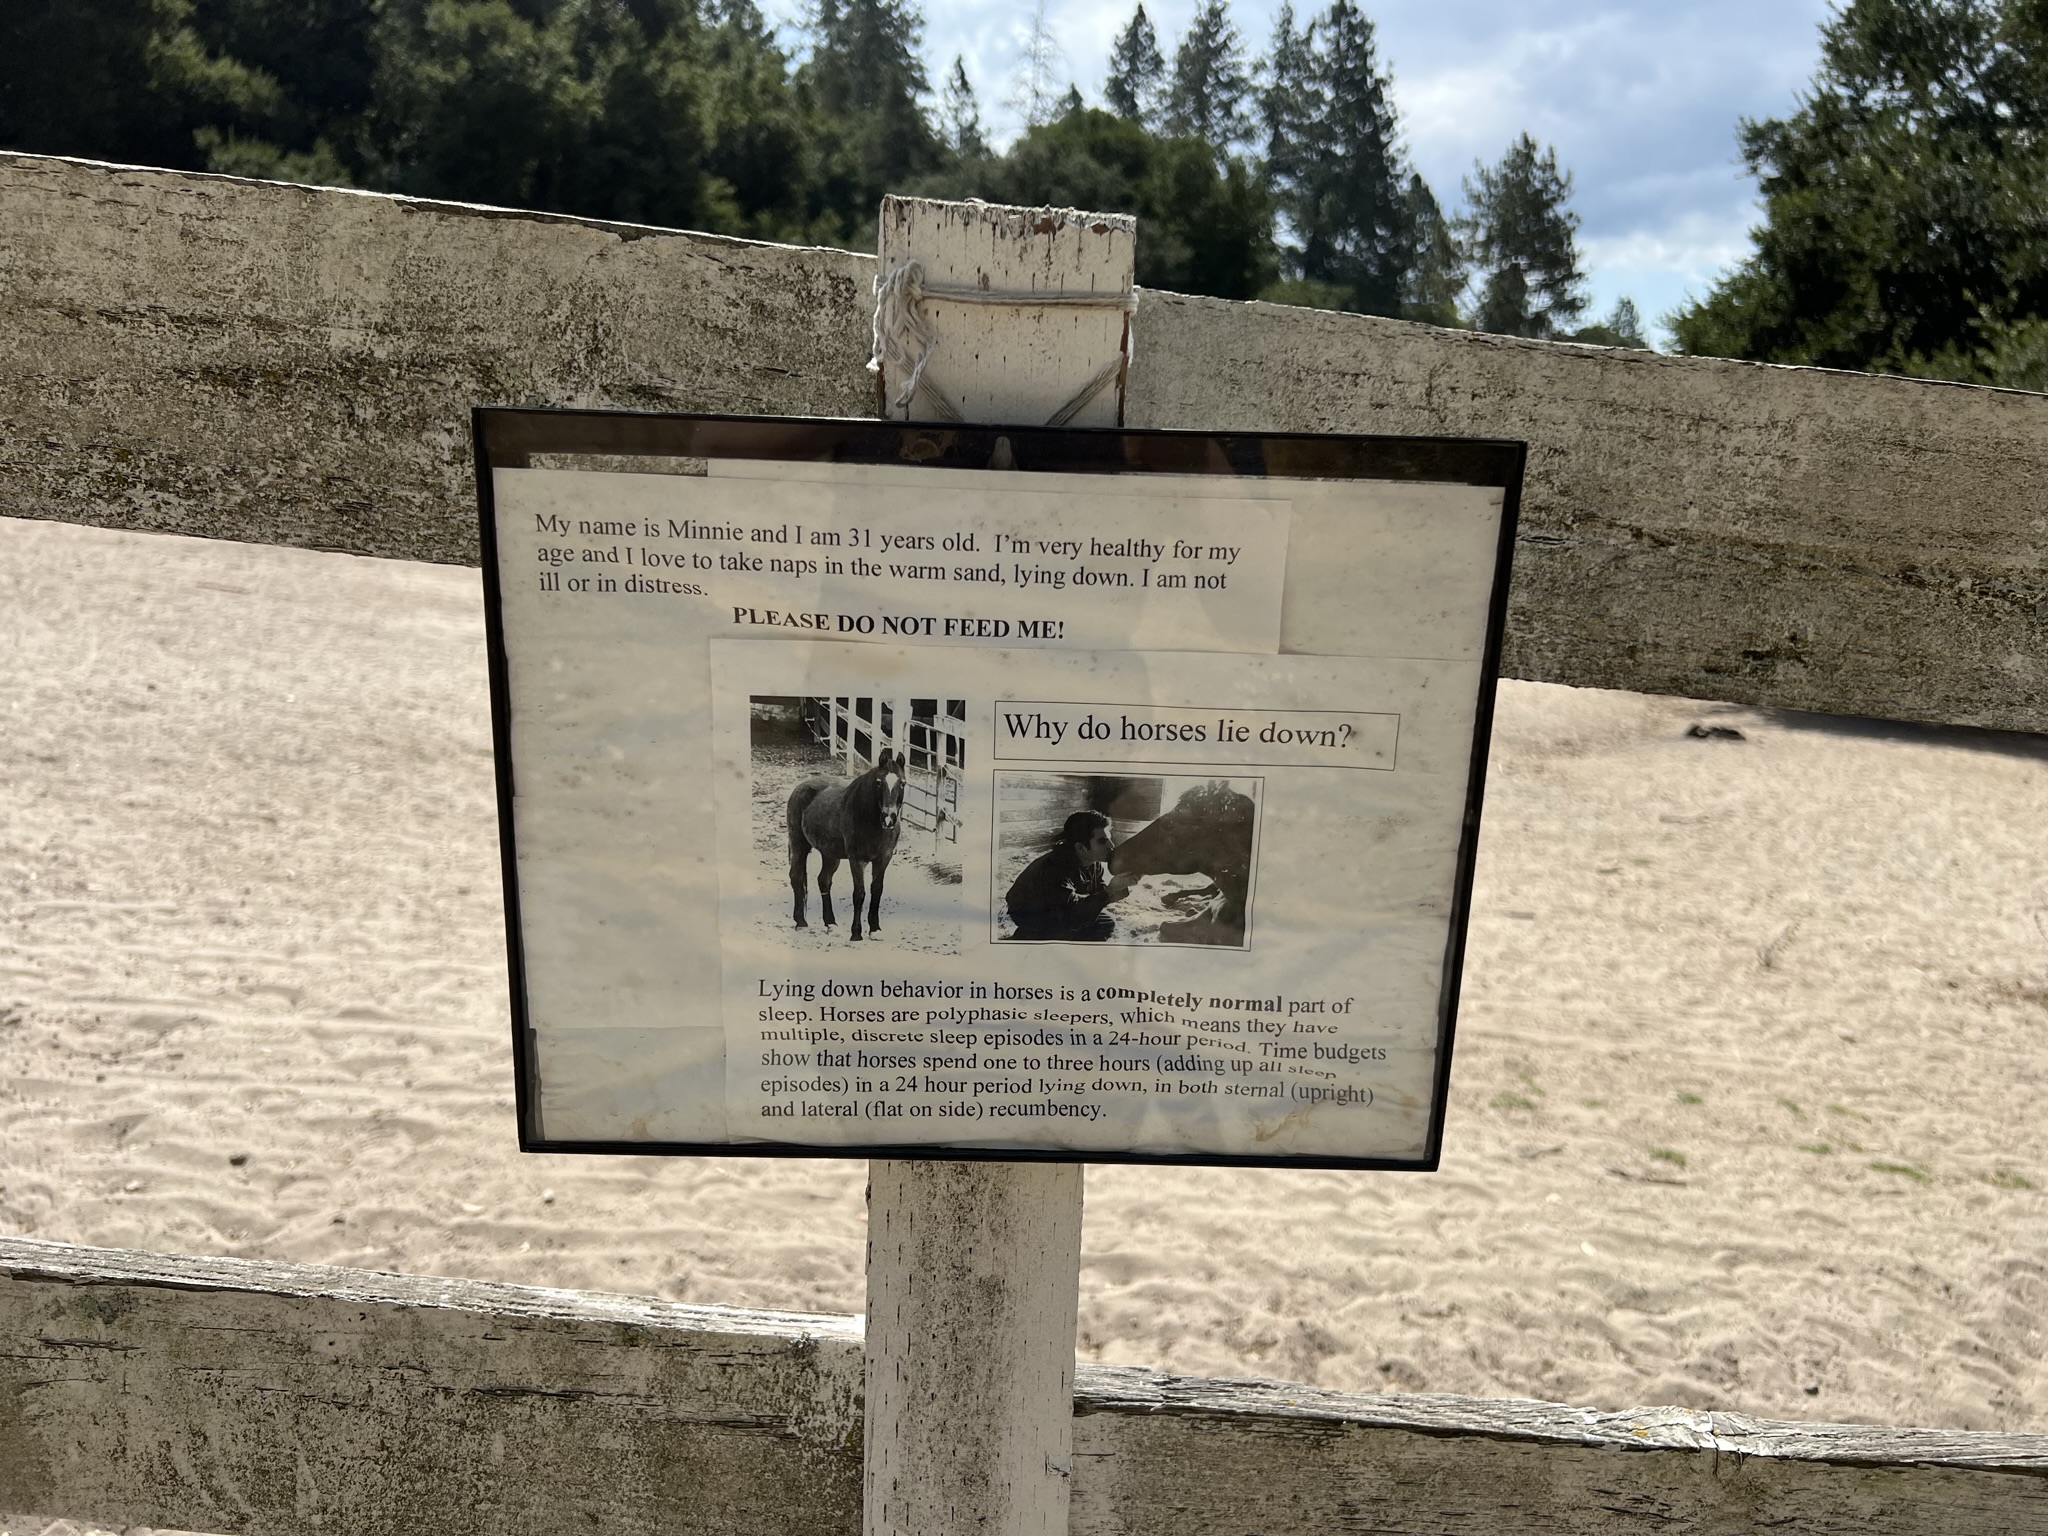 My name is Minnie and I am 31 years old. I'm very healthy for my
age and I love to take naps in the warm sand, lying down. I am not
ill or in distress.
PLEASE DO NOT FEED ME!
Why do horses lie down?
Lying down behavior in horses is a completely normal part of
sleep. Horses are polyphasic sleepers, which means they have
multiple, discrete sleep episodes in a 24-hour period. Time budgets
show that horses spend one to three hours (adding up all sleep
episodes) in a 24 hour period lying down, in both sternal (upright)
and lateral (flat on side) recumbency.